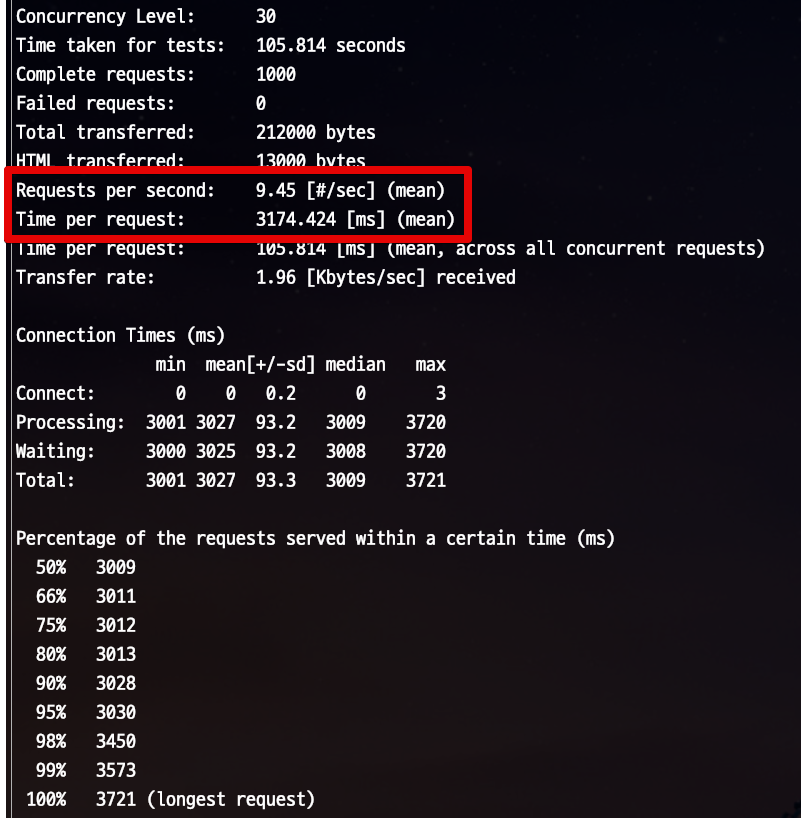 Concurrency Level: 30
Time taken for tests: 105.814 seconds
Complete requests: 1000
Failed requests: 0
Total transferred: 212000 bytes
HTML transferred: 13000 bytes
Requests per second: 9.45 [#/sec] (mean)
Time per request: 3174.424 [ms] (mean)
Time per request: 105.814 [ms] (mean, across all concurrent requests)
Transfer rate: 1.96 [Kbytes/sec] received
Connection Times (ms)
min mean[+/-sd] median max
Connect: 0 0 0.2 0 3
Processing: 3001 3027 93.2 3009 3720
Waiting: 3000 3025 93.2 3008 3720
Total: 3001 3027 93.3 3009 3721
Percentage of the requests served within a certain time (ms)
50% 3009
66% 3011
75% 3012
80% 3013
90% 3028
95% 3030
98% 3450
99% 3573
100% 3721 (longest request)